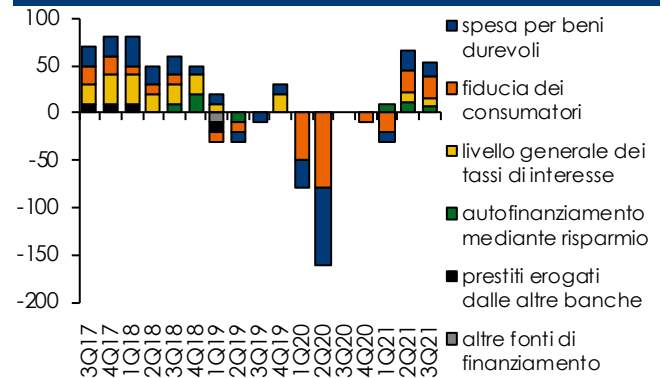 100
50
0
-50
-100
-150
-200
3Q17
4Q17
1Q18
2Q18
3Q18
4Q18
1Q19
2Q19
3Q19
4Q19
1Q20
2Q20
3Q20
4Q20
1Q21
2Q21
3Q21
spesa per beni
durevoli
fiducia dei
consumatori
livello generale dei
tassi di interesse
autofinanziamento
mediante risparmio
prestiti erogati
dalle altre banche
altre fonti di
finanziamento